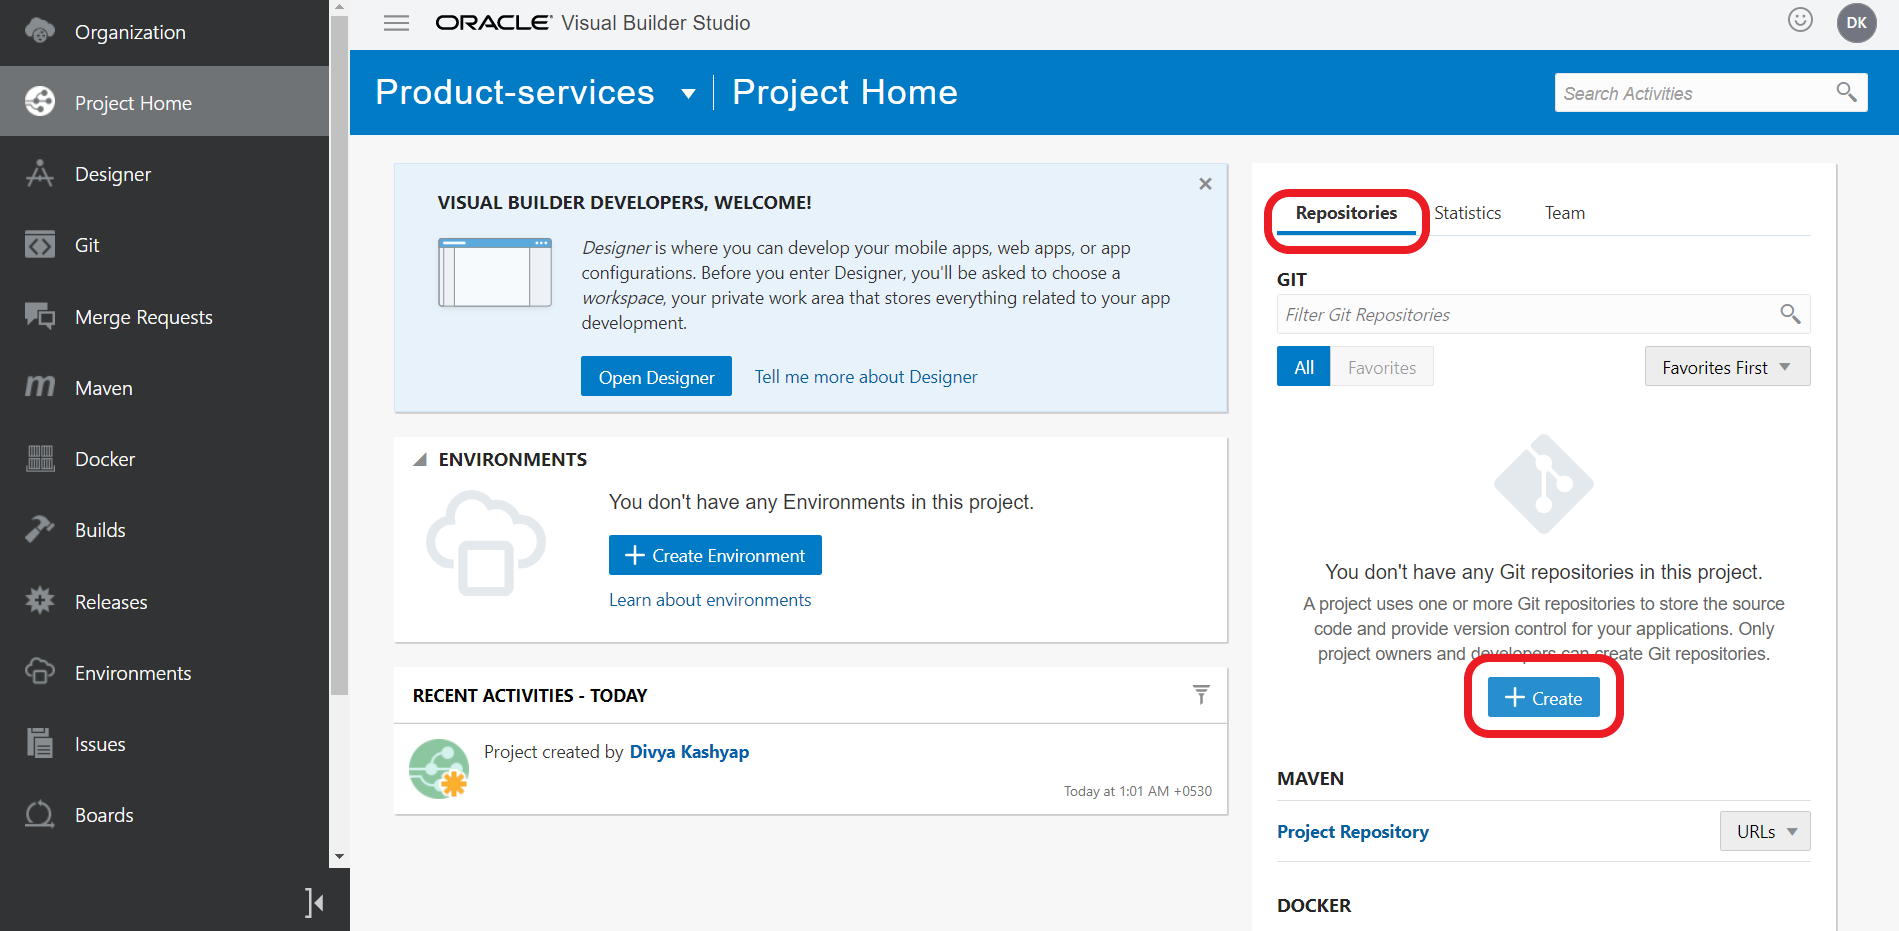 Organization
Project Home
Designer
Git
Merge Requests
Maven
Docker
Builds
Releases
Environments
Issues
Boards
ORACLE Visual Builder Studio
DK
Product-services
Project Home
Search Activities
VISUAL BUILDER DEVELOPERS, WELCOME!
Designer is where you can develop your mobile apps, web apps, or app
configurations. Before you enter Designer, you'll be asked to choose a
workspace, your private work area that stores everything related to your app
development.
Open Designer
Tell me more about Designer
ENVIRONMENTS
You don't have any Environments in this project.
Create Environment
Learn about environments
RECENT ACTIVITIES - TODAY
Project created by Divya Kashyap
Today at 1:01 AM +0530
Repositories
Statistics
Team
GIT
Filter Git Repositories
All
Favorites
Favorites First
You don't have any Git repositories in this project.
A project uses one or more Git repositories to store the source
code and provide version control for your applications. Only
project owners and developers can create Git repositories.
Create
MAVEN
Project Repository
URLs
DOCKER